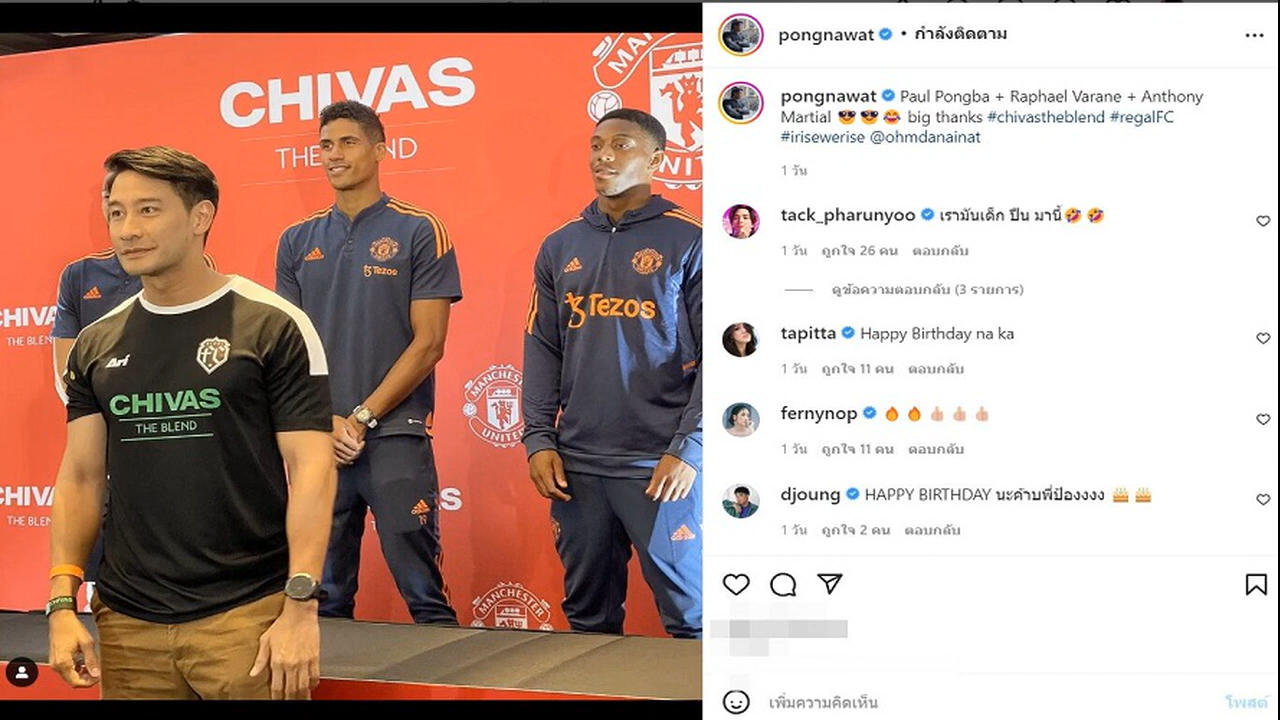 CHIVAS
THE BLEND
MANCHESTER
UNITED
Tezos
Tezos
CHIVAS
THE BLEND
Ari
FC
CHIVAS
THE BLEND
MANCHESTER
UNITED
MANCHESTER
pongnawat • กำลังติดตาม
pongnawat Paul Pongba + Raphael Varane + Anthony
Martial 😎😎😂 big thanks #chivastheblend #regalFC
#irisewerise @ohmdanainat
1 วัน
tack_pharunyoo เรามันเด็ก ปืน มานี้🤣🤣
1 วัน ถูกใจ 26 คน ตอบกลับ
ดูข้อความตอบกลับ (3 รายการ)
tapitta Happy Birthday na ka
1 วัน ถูกใจ 11 คน ตอบกลับ
fernynop 🔥🔥👍🏻👍🏻👍🏻
1 วัน ถูกใจ 11 คน ตอบกลับ
djoung HAPPY BIRTHDAY นะค้าบพี่ป้องงงง 🎂🎂
1 วัน ถูกใจ 2 คน ตอบกลับ
เพิ่มความคิดเห็น
โพสต์